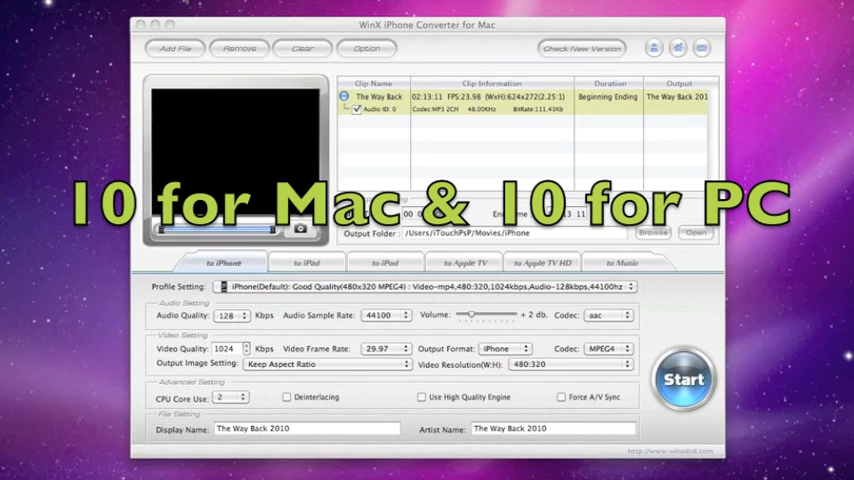 WinX iPhone Converter for Mac
Add File Remove Clear Option Check New Version
Clip Name Clip Information Duration Output
The Way Back 02:13:11 FPS:23.98 (WxH):624x272(2.25:1) Beginning Ending The Way Back 201
Audio ID: 0 Codec:MP3 2CH 48.00KHz BitRate:111.43Kb
10 for Mac & 10 for PC
Output Folder: /Users/iTouchPsP/Movies/iPhone Browse Open
to iPhone to iPad to iPod to Apple TV to Apple TV HD to Music
Profile Setting: iPhone(Default): Good Quality(480x320 MPEG4) : Video-mp4,480:320,1024kbps,Audio-128kbps,44100hz
Audio Setting
Audio Quality: 128 Kbps Audio Sample Rate: 44100 Volume: + 2 db. Codec: aac
Video Setting
Video Quality: 1024 Kbps Video Frame Rate: 29.97 Output Format: iPhone Codec: MPEG4
Output Image Setting: Keep Aspect Ratio Video Resolution(W:H): 480:320
Start
Advanced Setting
CPU Core Use: 2 Deinterlacing Use High Quality Engine Force A/V Sync
File Setting
Display Name: The Way Back 2010 Artist Name: The Way Back 2010
http://www.winxdvd.com